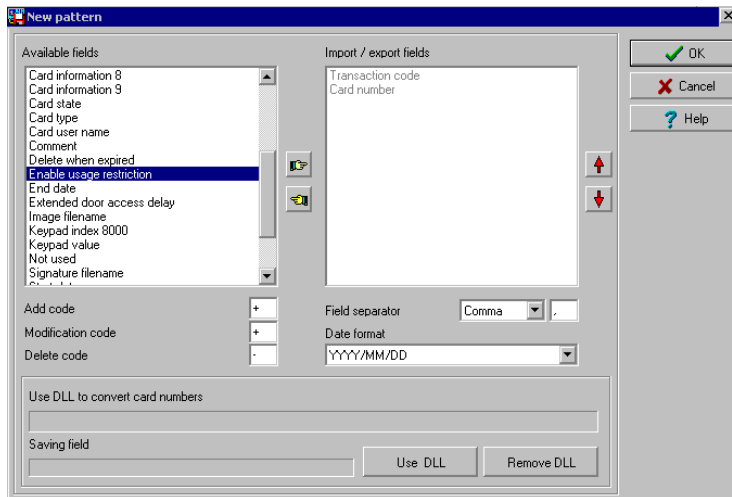 New pattern
Available fields
Card information 8
Card information 9
Card state
Card type
Card user name
Comment
Delete when expired
Enable usage restriction
End date
Extended door access delay
Image filename
Keypad index 8000
Keypad value
Not used
Signature filename
Import / export fields
Transaction code
Card number
OK
Cancel
Help
Add code +
Modification code +
Delete code -
Field separator Comma ,
Date format
YYYY/MM/DD
Use DLL to convert card numbers
Saving field
Use DLL
Remove DLL